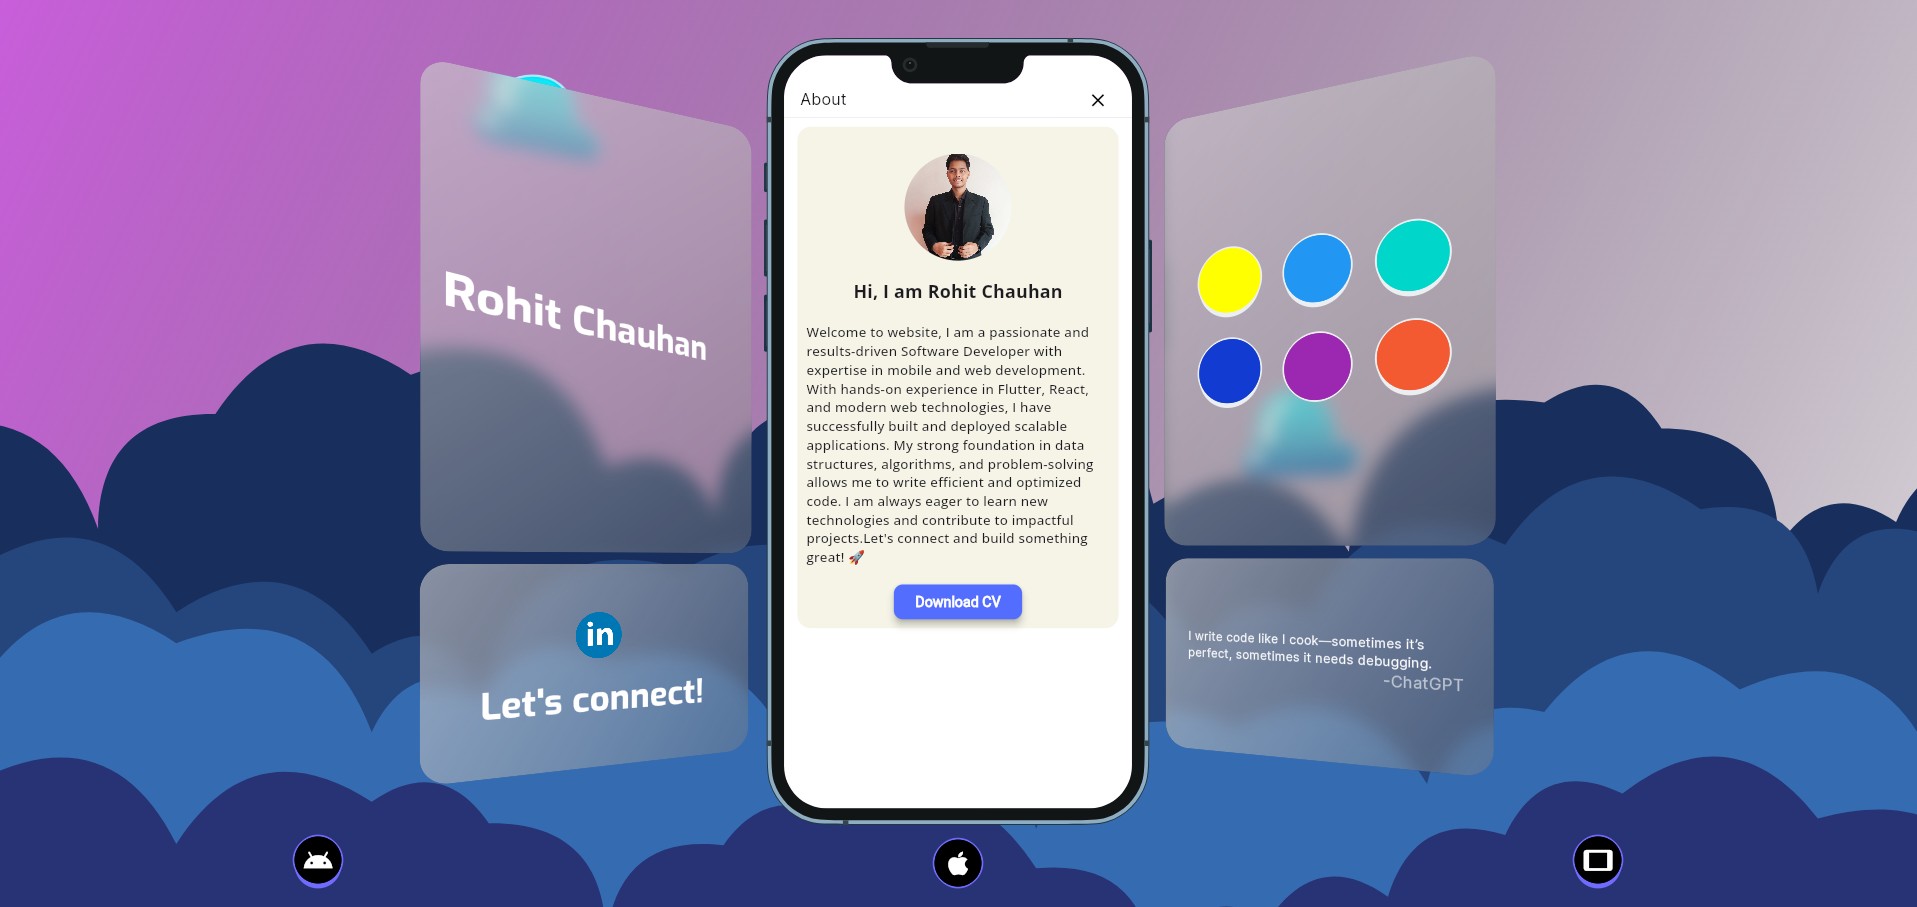 Rohit Chauhan
in
Let's connect!
About
Hi, I am Rohit Chauhan
Welcome to website, I am a passionate and
results-driven Software Developer with
expertise in mobile and web development.
With hands-on experience in Flutter, React,
and modern web technologies, I have
successfully built and deployed scalable
applications. My strong foundation in data
structures, algorithms, and problem-solving
allows me to write efficient and optimized
code. I am always eager to learn new
technologies and contribute to impactful
projects.Let's connect and build something
great! 🚀
Download CV
I write code like I cook—sometimes it's
perfect, sometimes it needs debugging.
-ChatGPT